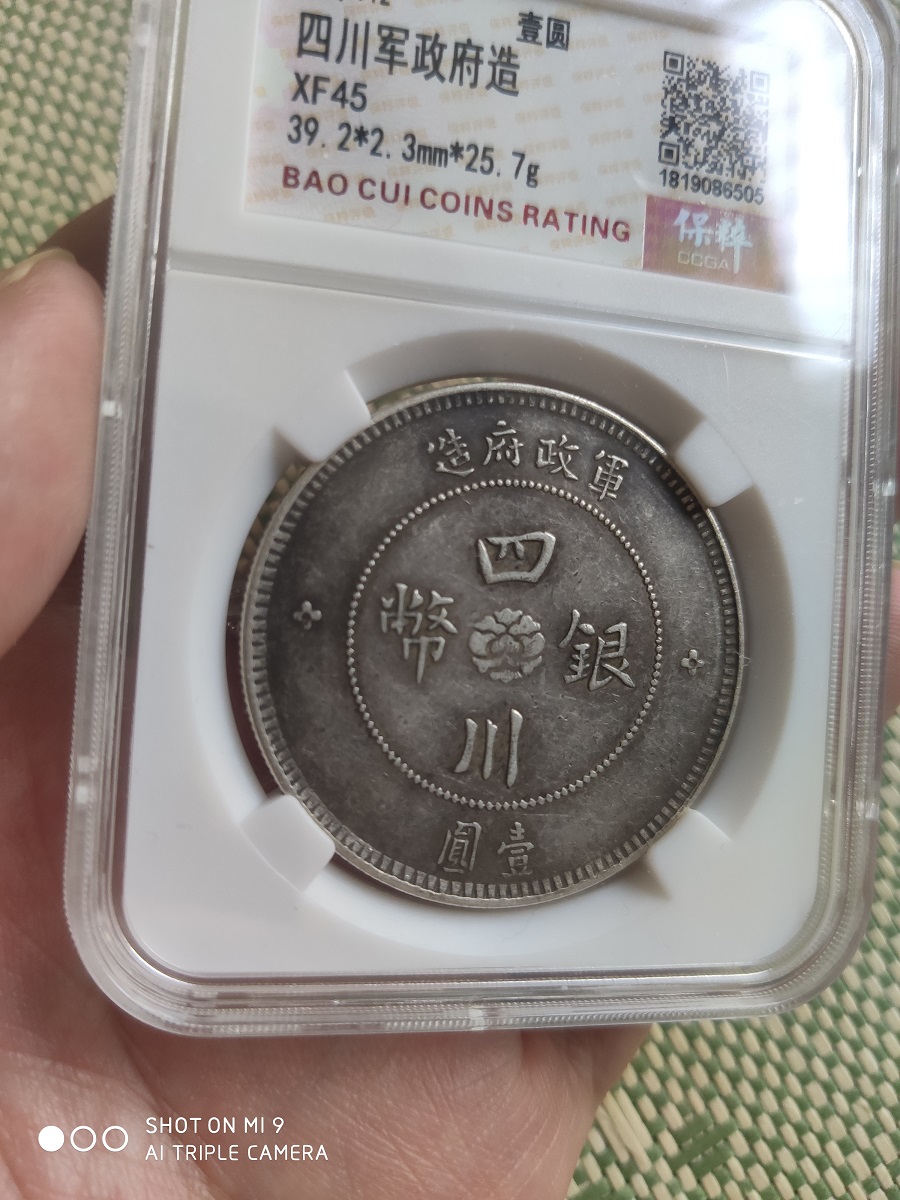 壹圆
四川军政府造
XF45
39.2*2.3mm*25.7g
1819086505
BAO CUI COINS RATING
保粹
CCGA
造府政軍
四
幣 銀
川
圓壹
SHOT ON MI 9
AI TRIPLE CAMERA